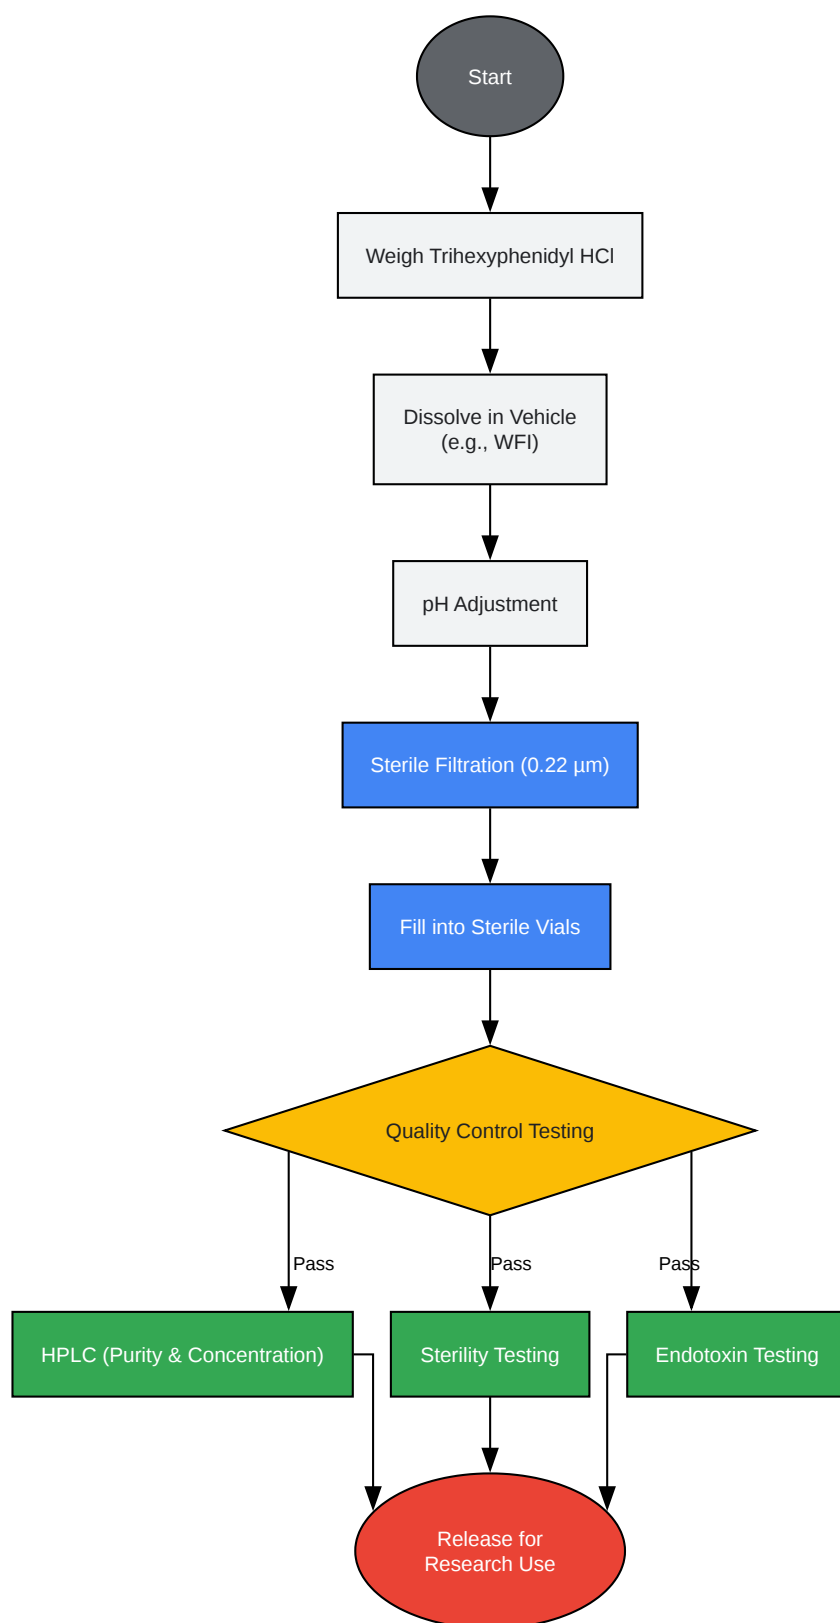 Start
Weigh Trihexyphenidyl HCl
Dissolve in Vehicle
(e.g., WFI)
pH Adjustment
Sterile Filtration (0.22 µm)
Fill into Sterile Vials
Quality Control Testing
Pass
Pass
Pass
HPLC (Purity & Concentration)
Sterility Testing
Endotoxin Testing
Release for
Research Use